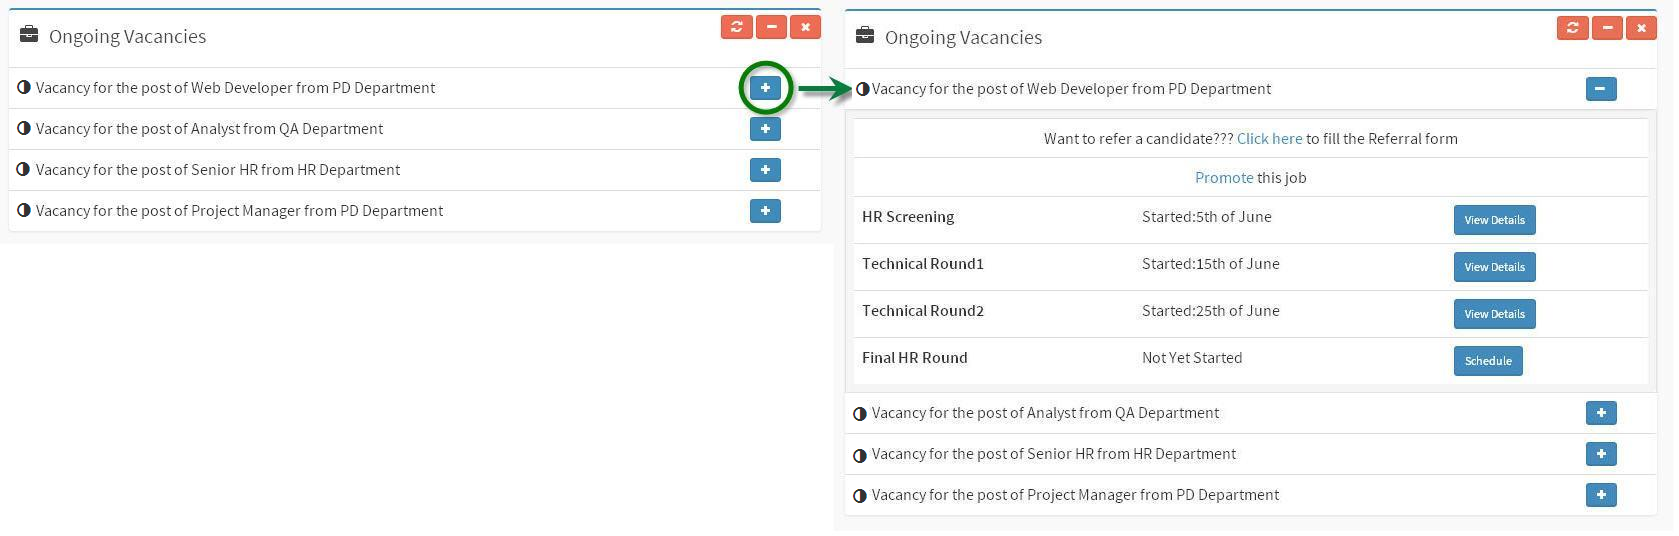 Ongoing Vacancies
Vacancy for the post of Web Developer from PD Department
Vacancy for the post of Analyst from QA Department
Vacancy for the post of Senior HR from HR Department
Vacancy for the post of Project Manager from PD Department
Ongoing Vacancies
Vacancy for the post of Web Developer from PD Department
Want to refer a candidate??? Click here to fill the Referral form
Promote this job
HR Screening Started:5th of June View Details
Technical Round1 Started:15th of June View Details
Technical Round2 Started:25th of June View Details
Final HR Round Not Yet Started Schedule
Vacancy for the post of Analyst from QA Department
Vacancy for the post of Senior HR from HR Department
Vacancy for the post of Project Manager from PD Department